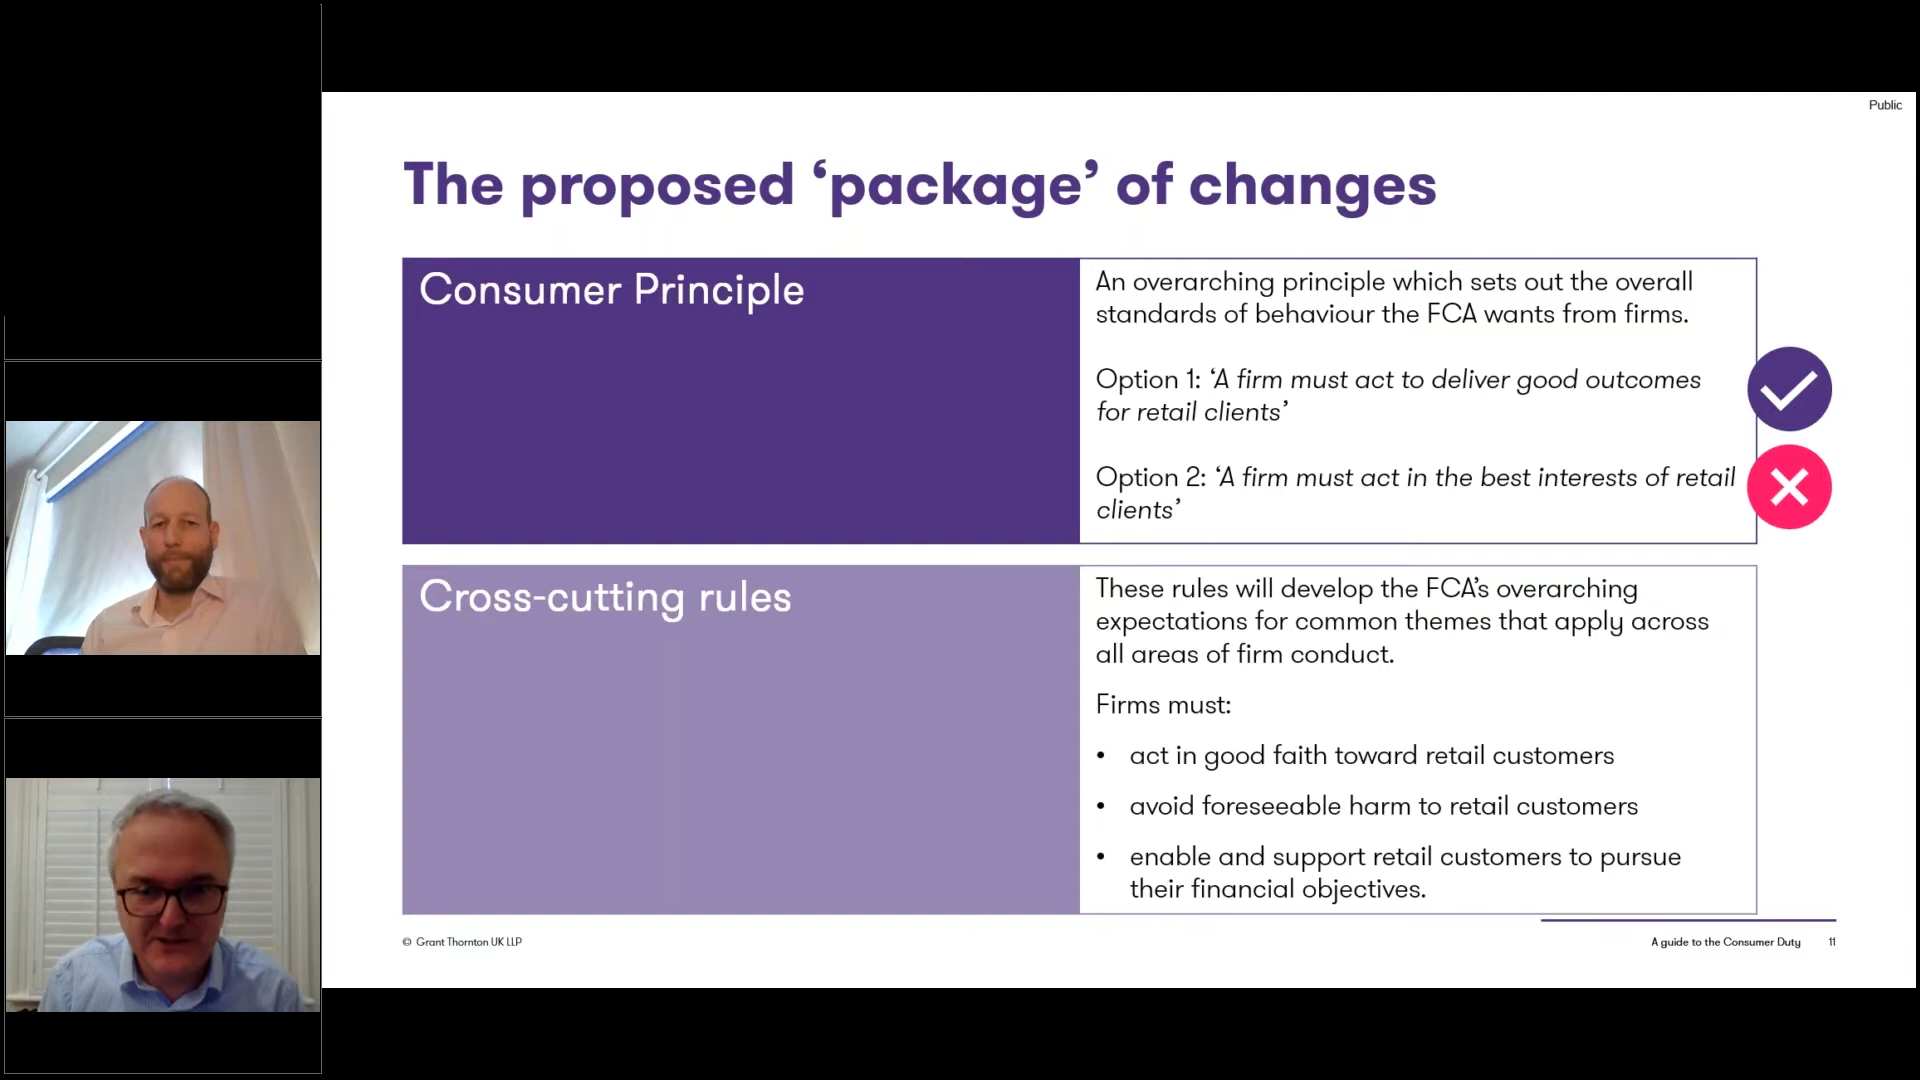 Public
The proposed ‘package’ of changes
Consumer Principle
An overarching principle which sets out the overall
standards of behaviour the FCA wants from firms.
Option 1: ‘A firm must act to deliver good outcomes
for retail clients’
Option 2: ‘A firm must act in the best interests of retail
clients’
Cross-cutting rules
These rules will develop the FCA’s overarching
expectations for common themes that apply across
all areas of firm conduct.
Firms must:
• act in good faith toward retail customers
• avoid foreseeable harm to retail customers
• enable and support retail customers to pursue
their financial objectives.
© Grant Thornton UK LLP
A guide to the Consumer Duty 11